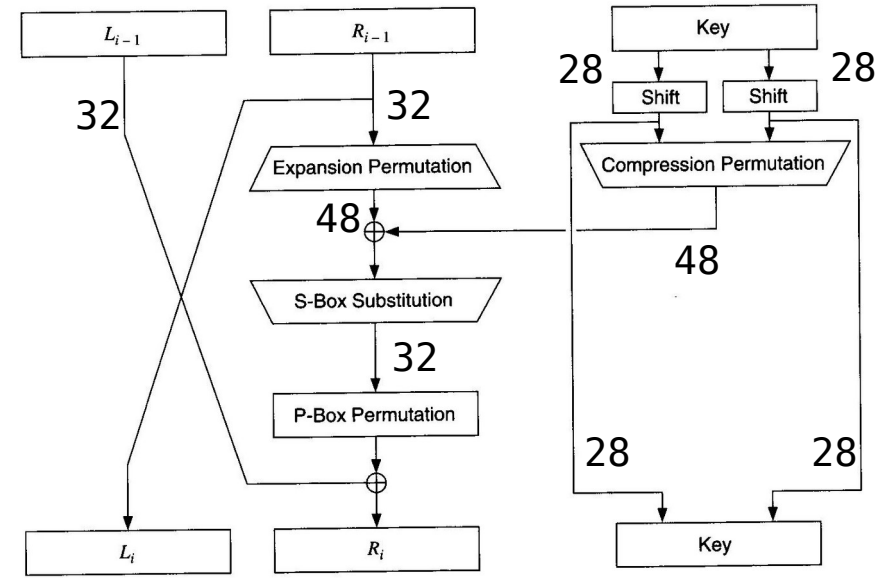 L_{i-1}
R_{i-1}
Key
28
28
32
32
Shift
Shift
Expansion Permutation
Compression Permutation
48
48
S-Box Substitution
32
P-Box Permutation
28
28
L_i
R_i
Key